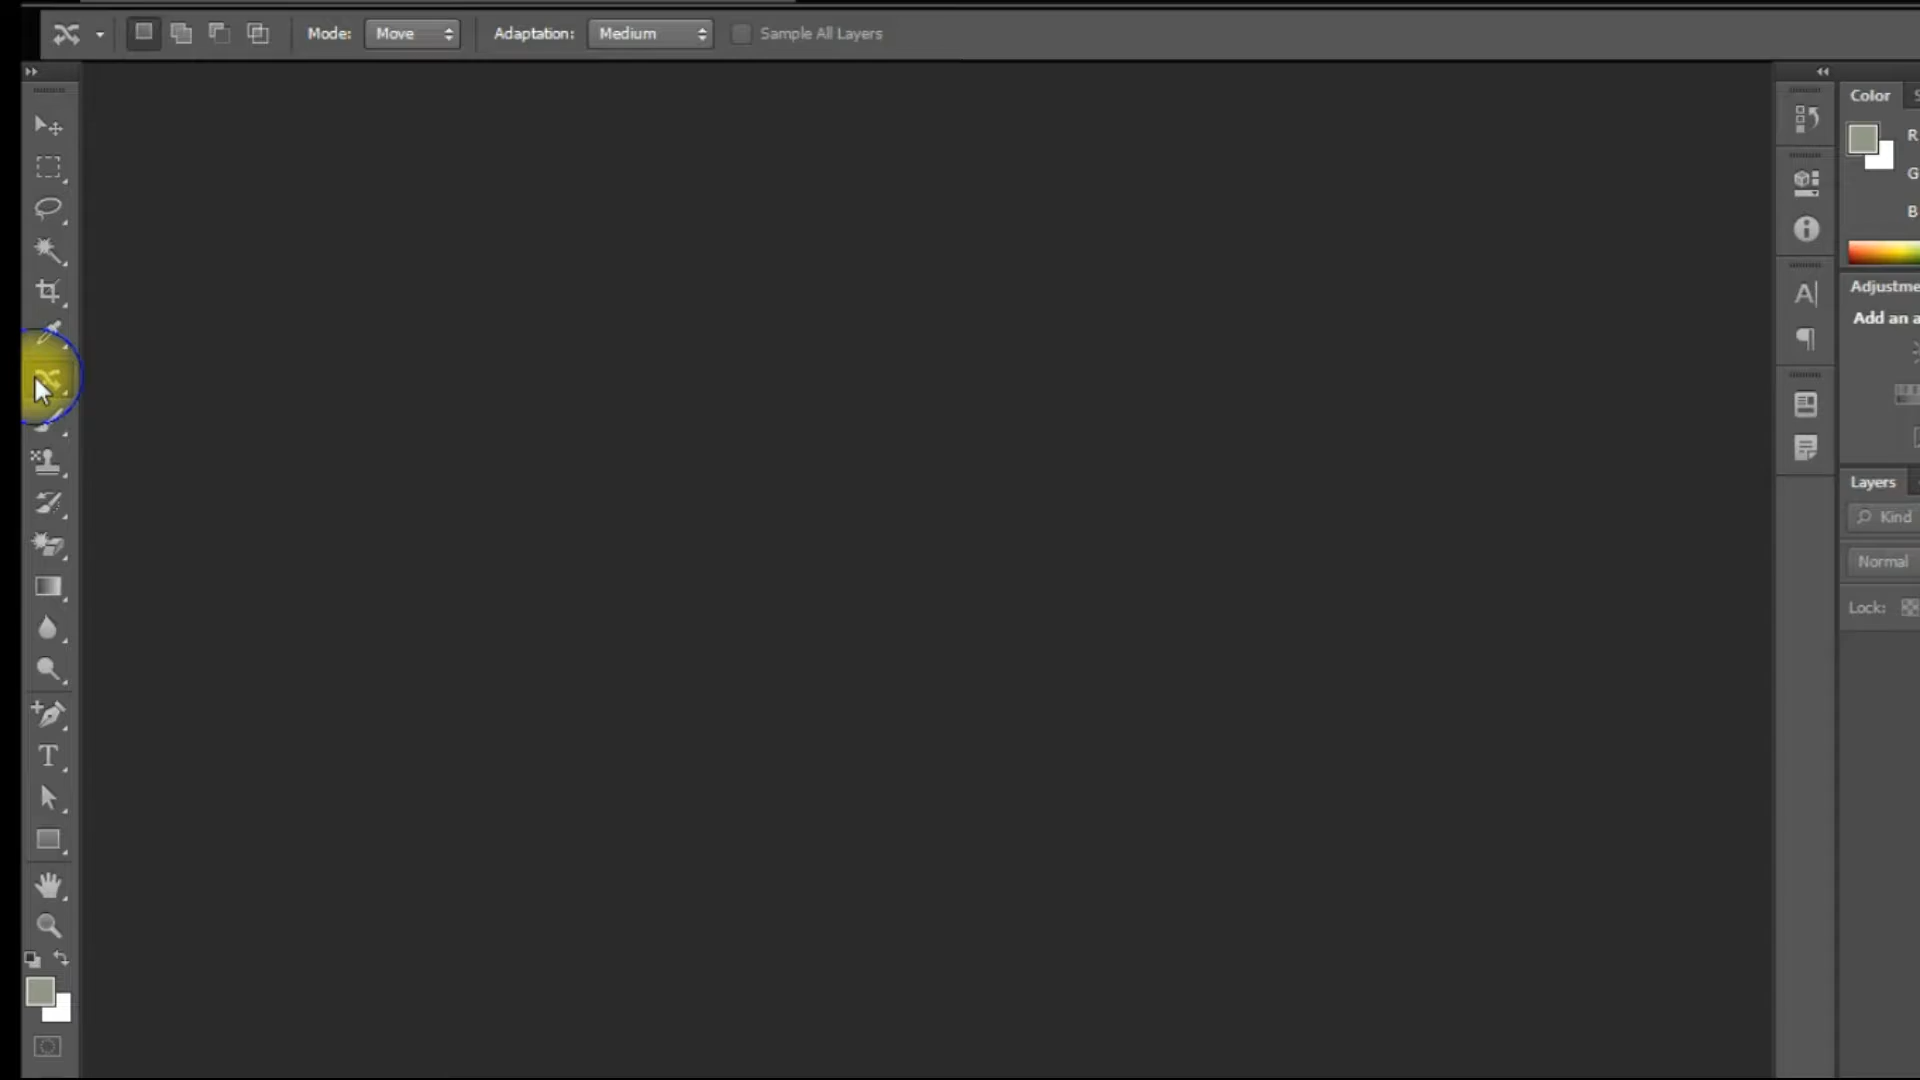 Mode: Move Adaptation: Medium Sample All Layers
Color
R
G
B
Adjustme
Add an a
Layers
Kind
Normal
Lock: